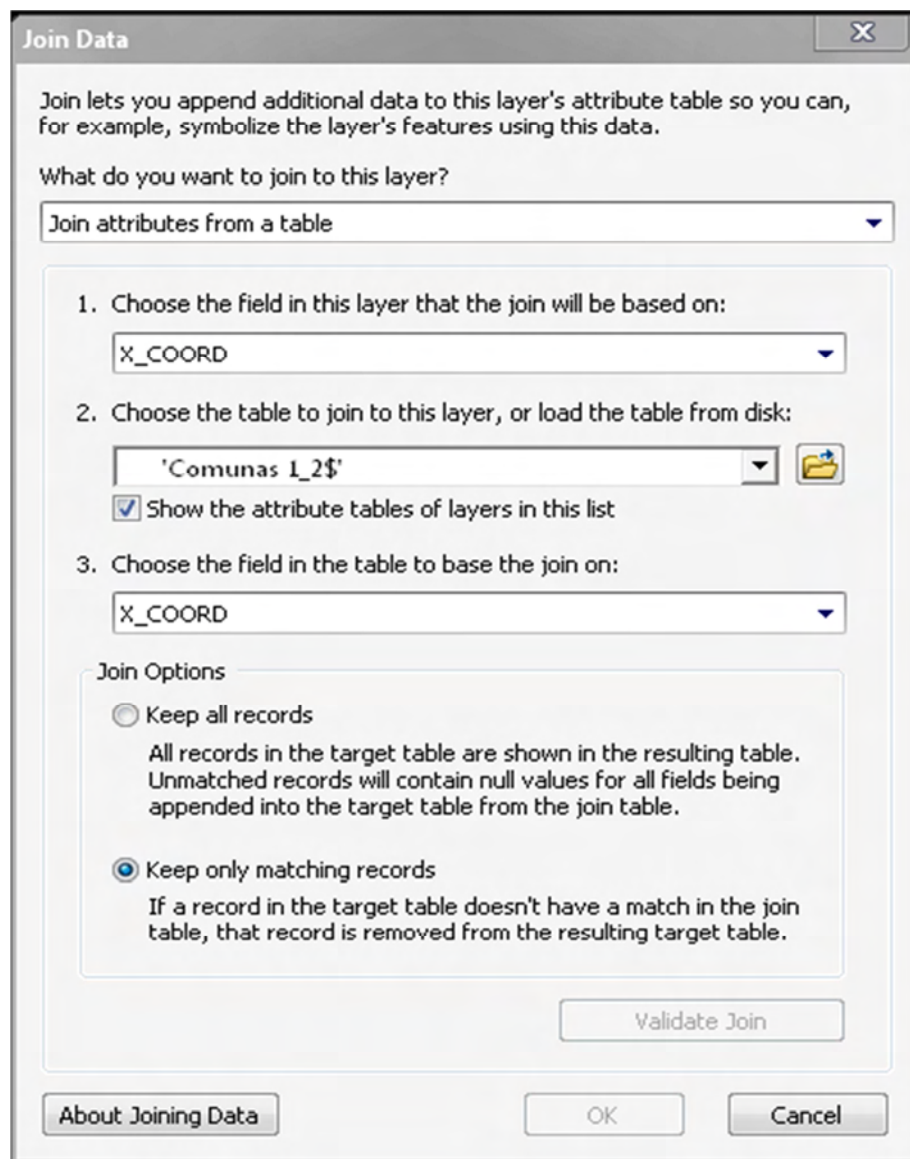 Join Data
Join lets you append additional data to this layer's attribute table so you can,
for example, symbolize the layer's features using this data.
What do you want to join to this layer?
Join attributes from a table
1. Choose the field in this layer that the join will be based on:
X_COORD
2. Choose the table to join to this layer, or load the table from disk:
'Comunas 1_2$'
Show the attribute tables of layers in this list
3. Choose the field in the table to base the join on:
X_COORD
Join Options
Keep all records
All records in the target table are shown in the resulting table.
Unmatched records will contain null values for all fields being
appended into the target table from the join table.
Keep only matching records
If a record in the target table doesn't have a match in the join
table, that record is removed from the resulting target table.
Validate Join
About Joining Data
OK
Cancel